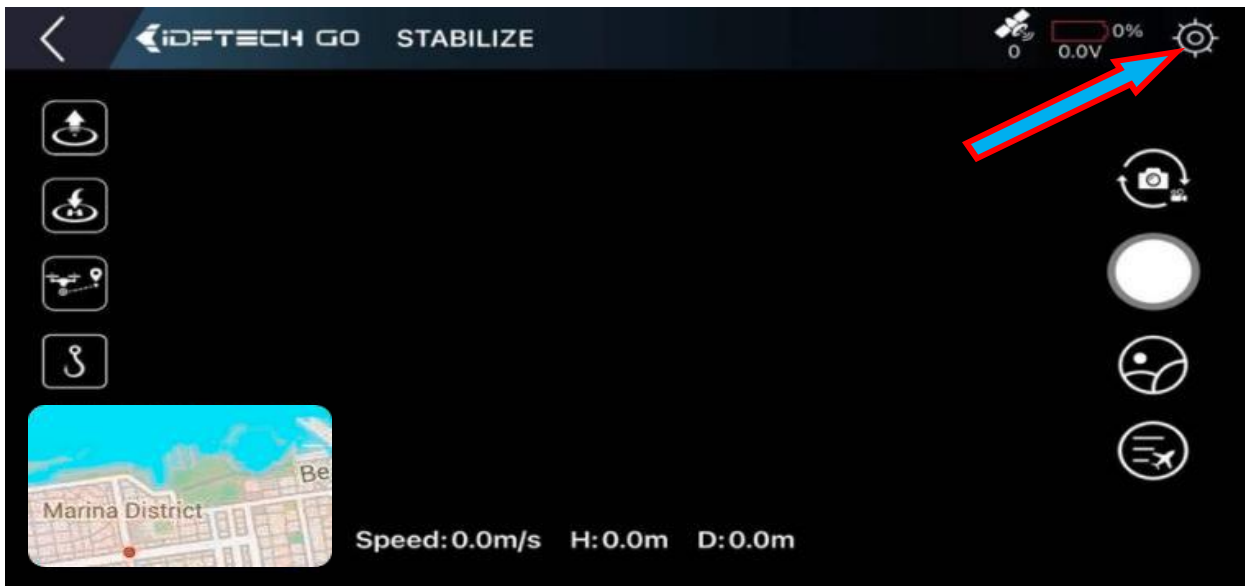 iDFTECH GO STABILIZE
0
0.0V
0%
Be
Marina District
Speed:0.0m/s H:0.0m D:0.0m